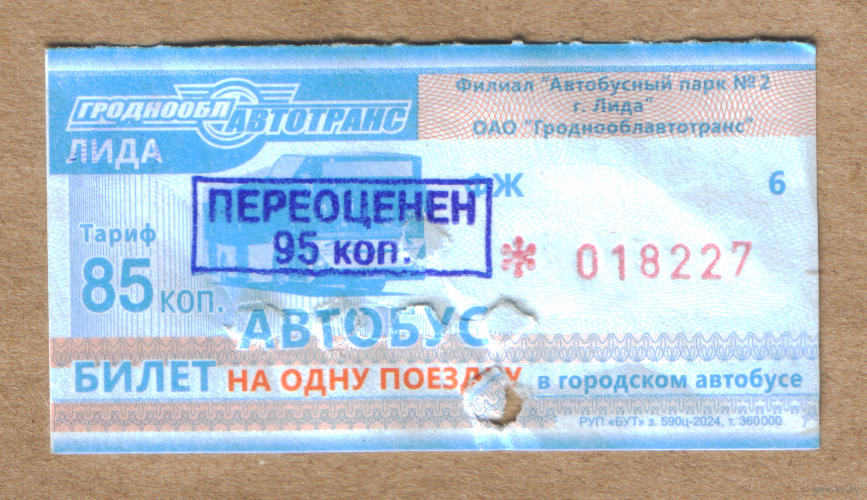 ГРОДНООБЛ
АВТОТРАНС
ЛИДА
Филиал "Автобусный парк №2
г. Лида"
ОАО "Гроднооблавтотранс"
ФЖ 6
ПЕРЕОЦЕНЕН
95 коп.
Тариф
85 коп.
* 018227
АВТОБУС
БИЛЕТ НА ОДНУ ПОЕЗДКУ в городском автобусе
РУП «БУТ» з. 590ц-2024, т. 360000